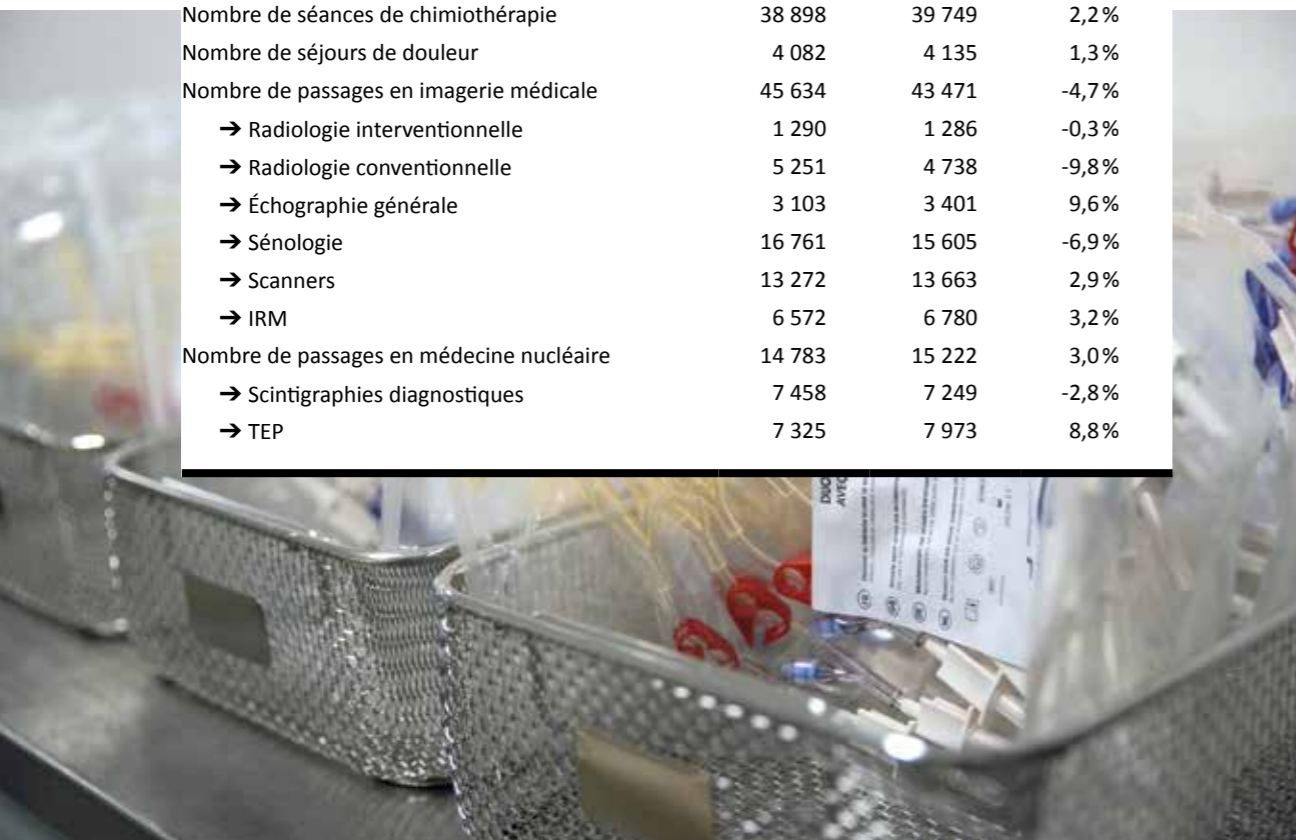 Nombre de séances de chimiothérapie 38 898 39 749 2,2%
Nombre de séjours de douleur 4 082 4 135 1,3%
Nombre de passages en imagerie médicale 45 634 43 471 -4,7%
➔ Radiologie interventionnelle 1 290 1 286 -0,3%
➔ Radiologie conventionnelle 5 251 4 738 -9,8%
➔ Échographie générale 3 103 3 401 9,6%
➔ Sénologie 16 761 15 605 -6,9%
➔ Scanners 13 272 13 663 2,9%
➔ IRM 6 572 6 780 3,2%
Nombre de passages en médecine nucléaire 14 783 15 222 3,0%
➔ Scintigraphies diagnostiques 7 458 7 249 -2,8%
➔ TEP 7 325 7 973 8,8%